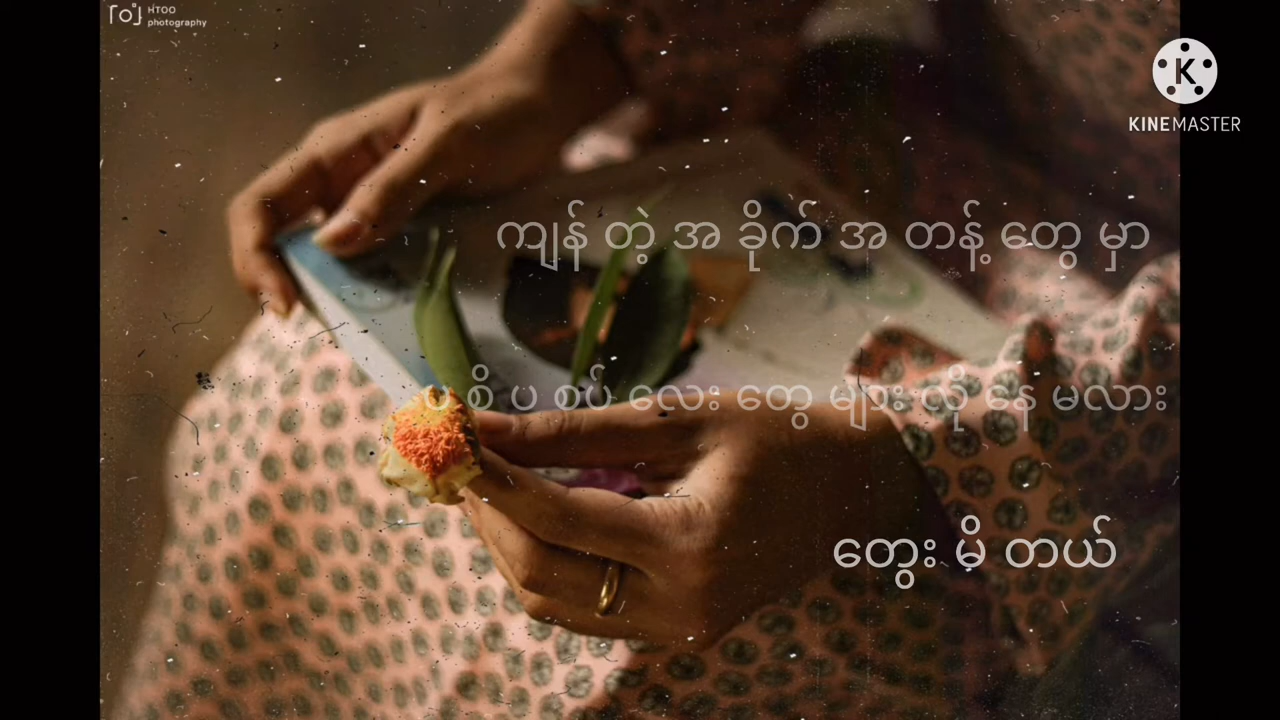 HTOO
photography
KINEMASTER
ကျန် တဲ့ အ ခိုက် အ တန့် တွေ မှာ
ပ စိ ပ စပ် လေး တွေ များ လို နေ မလား
တွေး မိ တယ်